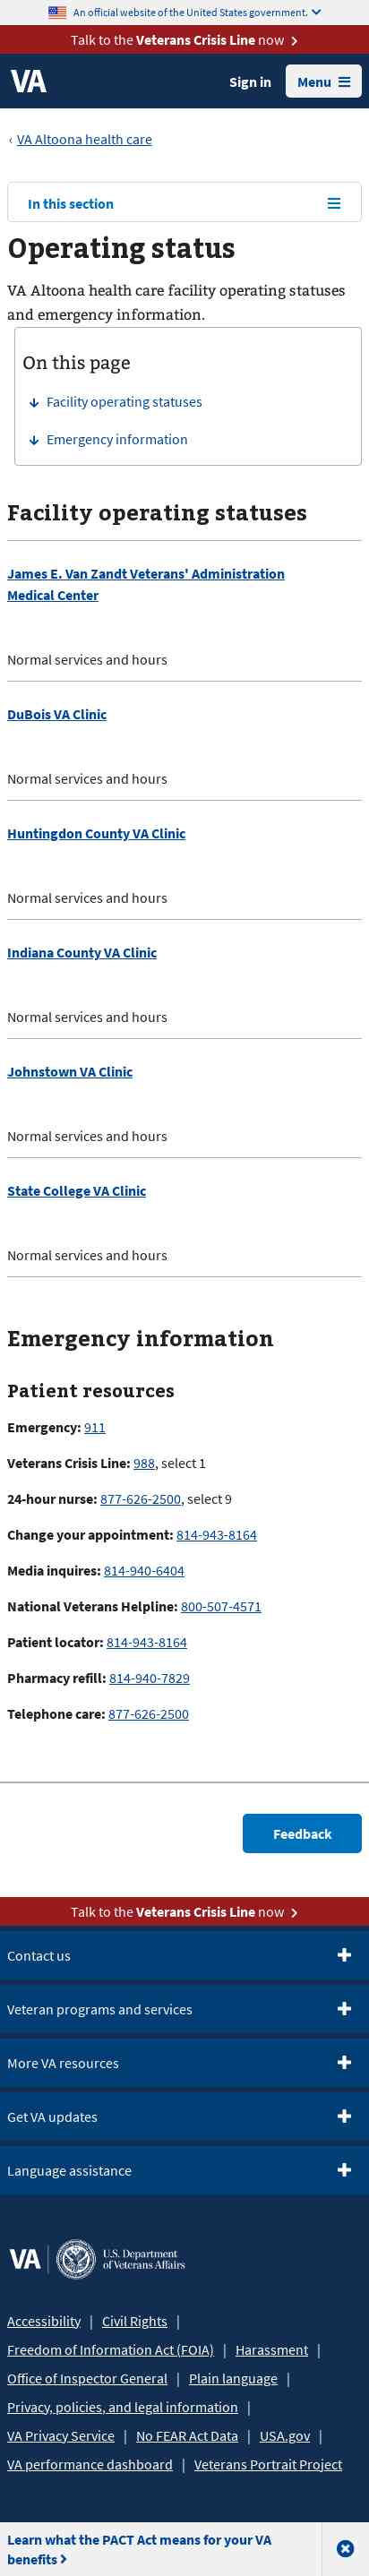 An official website of the United States government.
Talk to the Veterans Crisis Line now
VA
Sign in
Menu
‹ VA Altoona health care
In this section
Operating status
VA Altoona health care facility operating statuses
and emergency information.
On this page
Facility operating statuses
Emergency information
Facility operating statuses
James E. Van Zandt Veterans' Administration
Medical Center
Normal services and hours
DuBois VA Clinic
Normal services and hours
Huntingdon County VA Clinic
Normal services and hours
Indiana County VA Clinic
Normal services and hours
Johnstown VA Clinic
Normal services and hours
State College VA Clinic
Normal services and hours
Emergency information
Patient resources
Emergency: 911
Veterans Crisis Line: 988, select 1
24-hour nurse: 877-626-2500, select 9
Change your appointment: 814-943-8164
Media inquires: 814-940-6404
National Veterans Helpline: 800-507-4571
Patient locator: 814-943-8164
Pharmacy refill: 814-940-7829
Telephone care: 877-626-2500
Feedback
Talk to the Veterans Crisis Line now
Contact us
Veteran programs and services
More VA resources
Get VA updates
Language assistance
VA | U.S. Department
of Veterans Affairs
Accessibility | Civil Rights |
Freedom of Information Act (FOIA) | Harassment |
Office of Inspector General | Plain language |
Privacy, policies, and legal information |
VA Privacy Service | No FEAR Act Data | USA.gov |
VA performance dashboard | Veterans Portrait Project
Learn what the PACT Act means for your VA
benefits